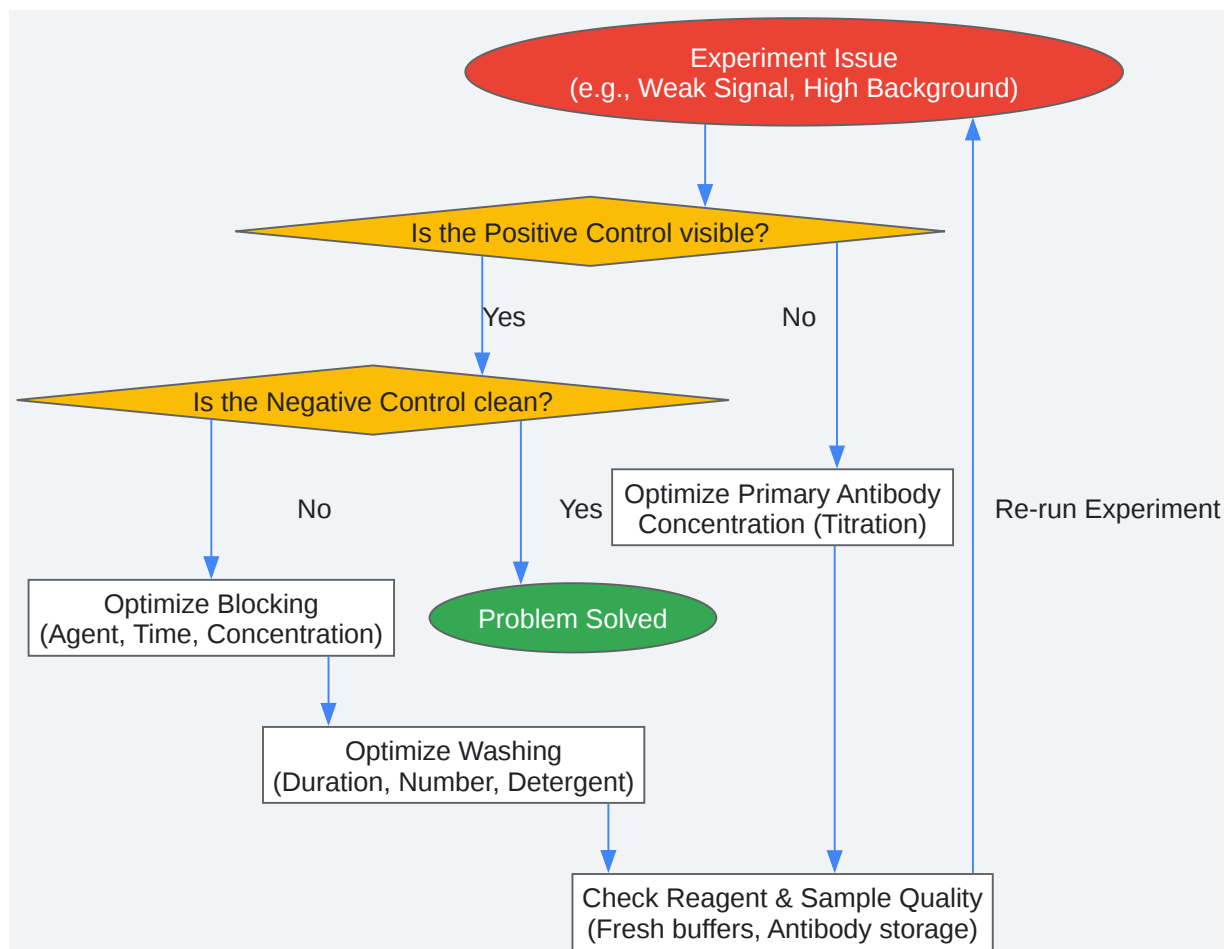 Experiment Issue
(e.g., Weak Signal, High Background)
Is the Positive Control visible?
Yes
No
Is the Negative Control clean?
No
Yes
Optimize Primary Antibody
Concentration (Titration)
Re-run Experiment
Optimize Blocking
(Agent, Time, Concentration)
Problem Solved
Optimize Washing
(Duration, Number, Detergent)
Check Reagent & Sample Quality
(Fresh buffers, Antibody storage)